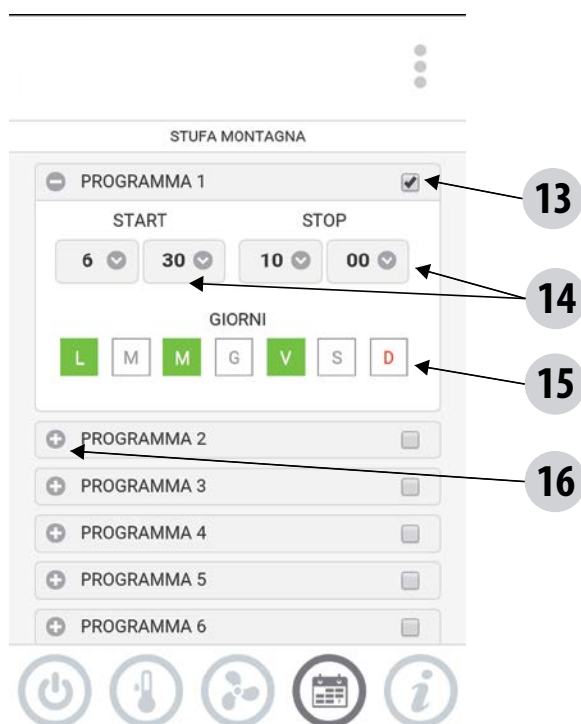 STUFA MONTAGNA
PROGRAMMA 1
13
START STOP
6 30 10 00
14
GIORNI
L M M G V S D
15
PROGRAMMA 2
16
PROGRAMMA 3
PROGRAMMA 4
PROGRAMMA 5
PROGRAMMA 6
i